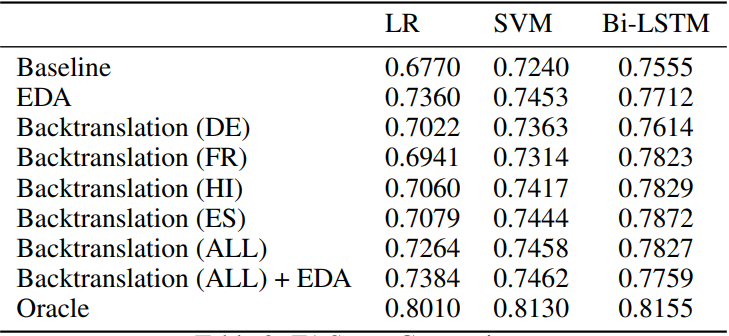 LR SVM Bi-LSTM
Baseline 0.6770 0.7240 0.7555
EDA 0.7360 0.7453 0.7712
Backtranslation (DE) 0.7022 0.7363 0.7614
Backtranslation (FR) 0.6941 0.7314 0.7823
Backtranslation (HI) 0.7060 0.7417 0.7829
Backtranslation (ES) 0.7079 0.7444 0.7872
Backtranslation (ALL) 0.7264 0.7458 0.7827
Backtranslation (ALL) + EDA 0.7384 0.7462 0.7759
Oracle 0.8010 0.8130 0.8155